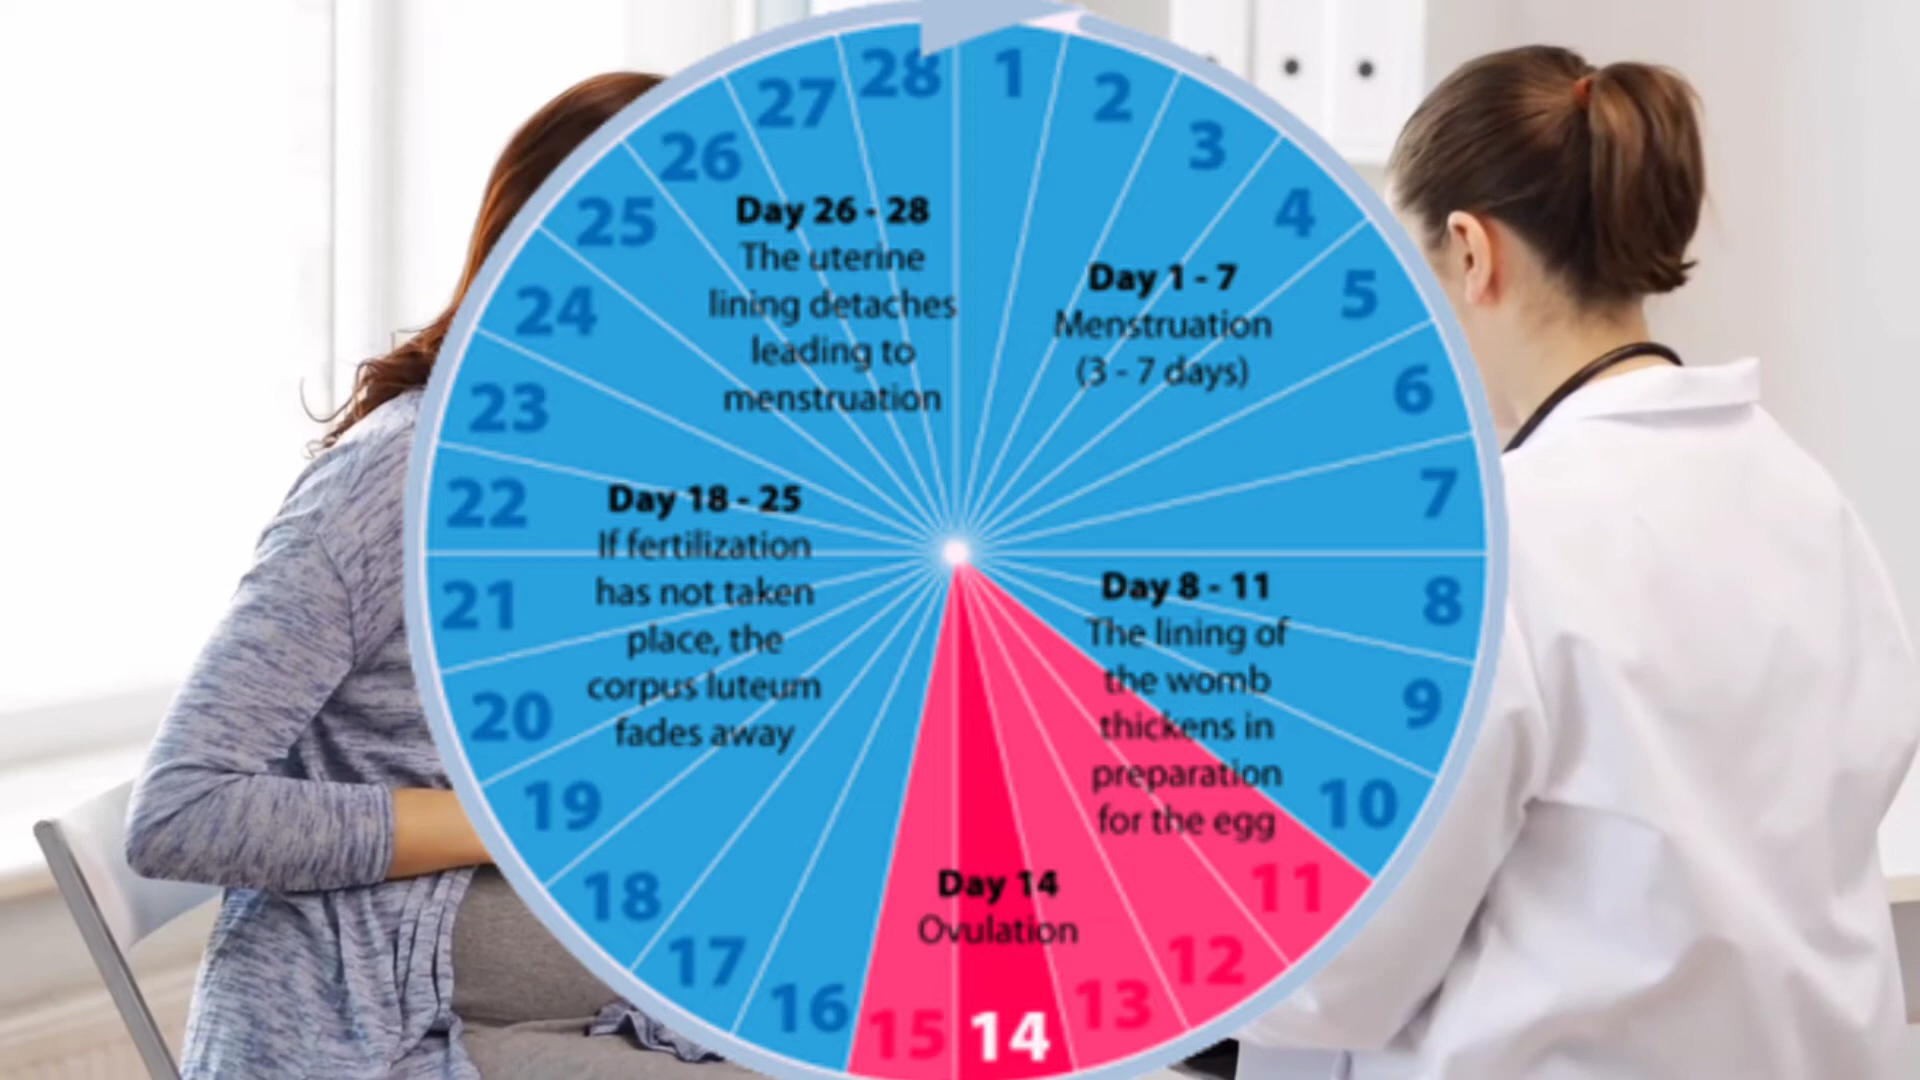 1
2
3
4
5
6
7
8
9
10
11
12
13
14
15
16
17
18
19
20
21
22
23
24
25
26
27
28
Day 1 - 7
Menstruation
(3 - 7 days)
Day 8 - 11
The lining of
the womb
thickens in
preparation
for the egg
Day 14
Ovulation
Day 18 - 25
If fertilization
has not taken
place, the
corpus luteum
fades away
Day 26 - 28
The uterine
lining detaches
leading to
menstruation